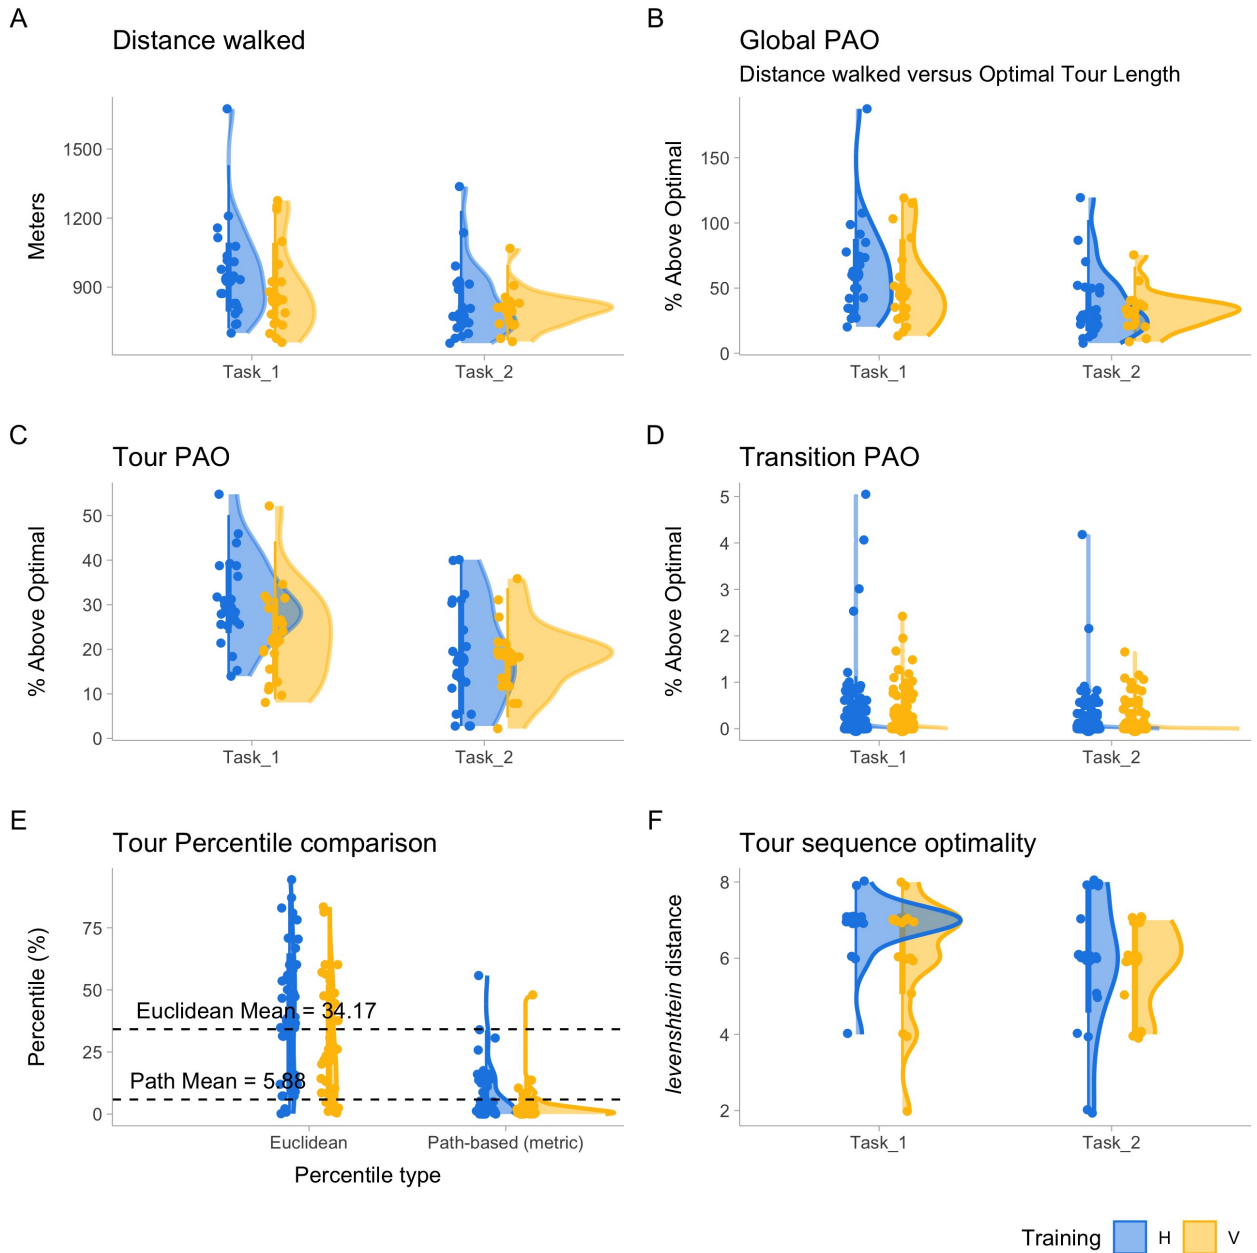 A
Distance walked
Meters
1500
1200
900
Task_1
Task_2
B
Global PAO
Distance walked versus Optimal Tour Length
% Above Optimal
150
100
50
0
Task_1
Task_2
C
Tour PAO
% Above Optimal
50
40
30
20
10
0
Task_1
Task_2
D
Transition PAO
% Above Optimal
5
4
3
2
1
0
Task_1
Task_2
E
Tour Percentile comparison
Percentile (%)
75
50
25
0
Euclidean Mean = 34.17
Path Mean = 5.88
Euclidean
Path-based (metric)
Percentile type
F
Tour sequence optimality
levenshtein distance
8
6
4
2
Task_1
Task_2
Training H V